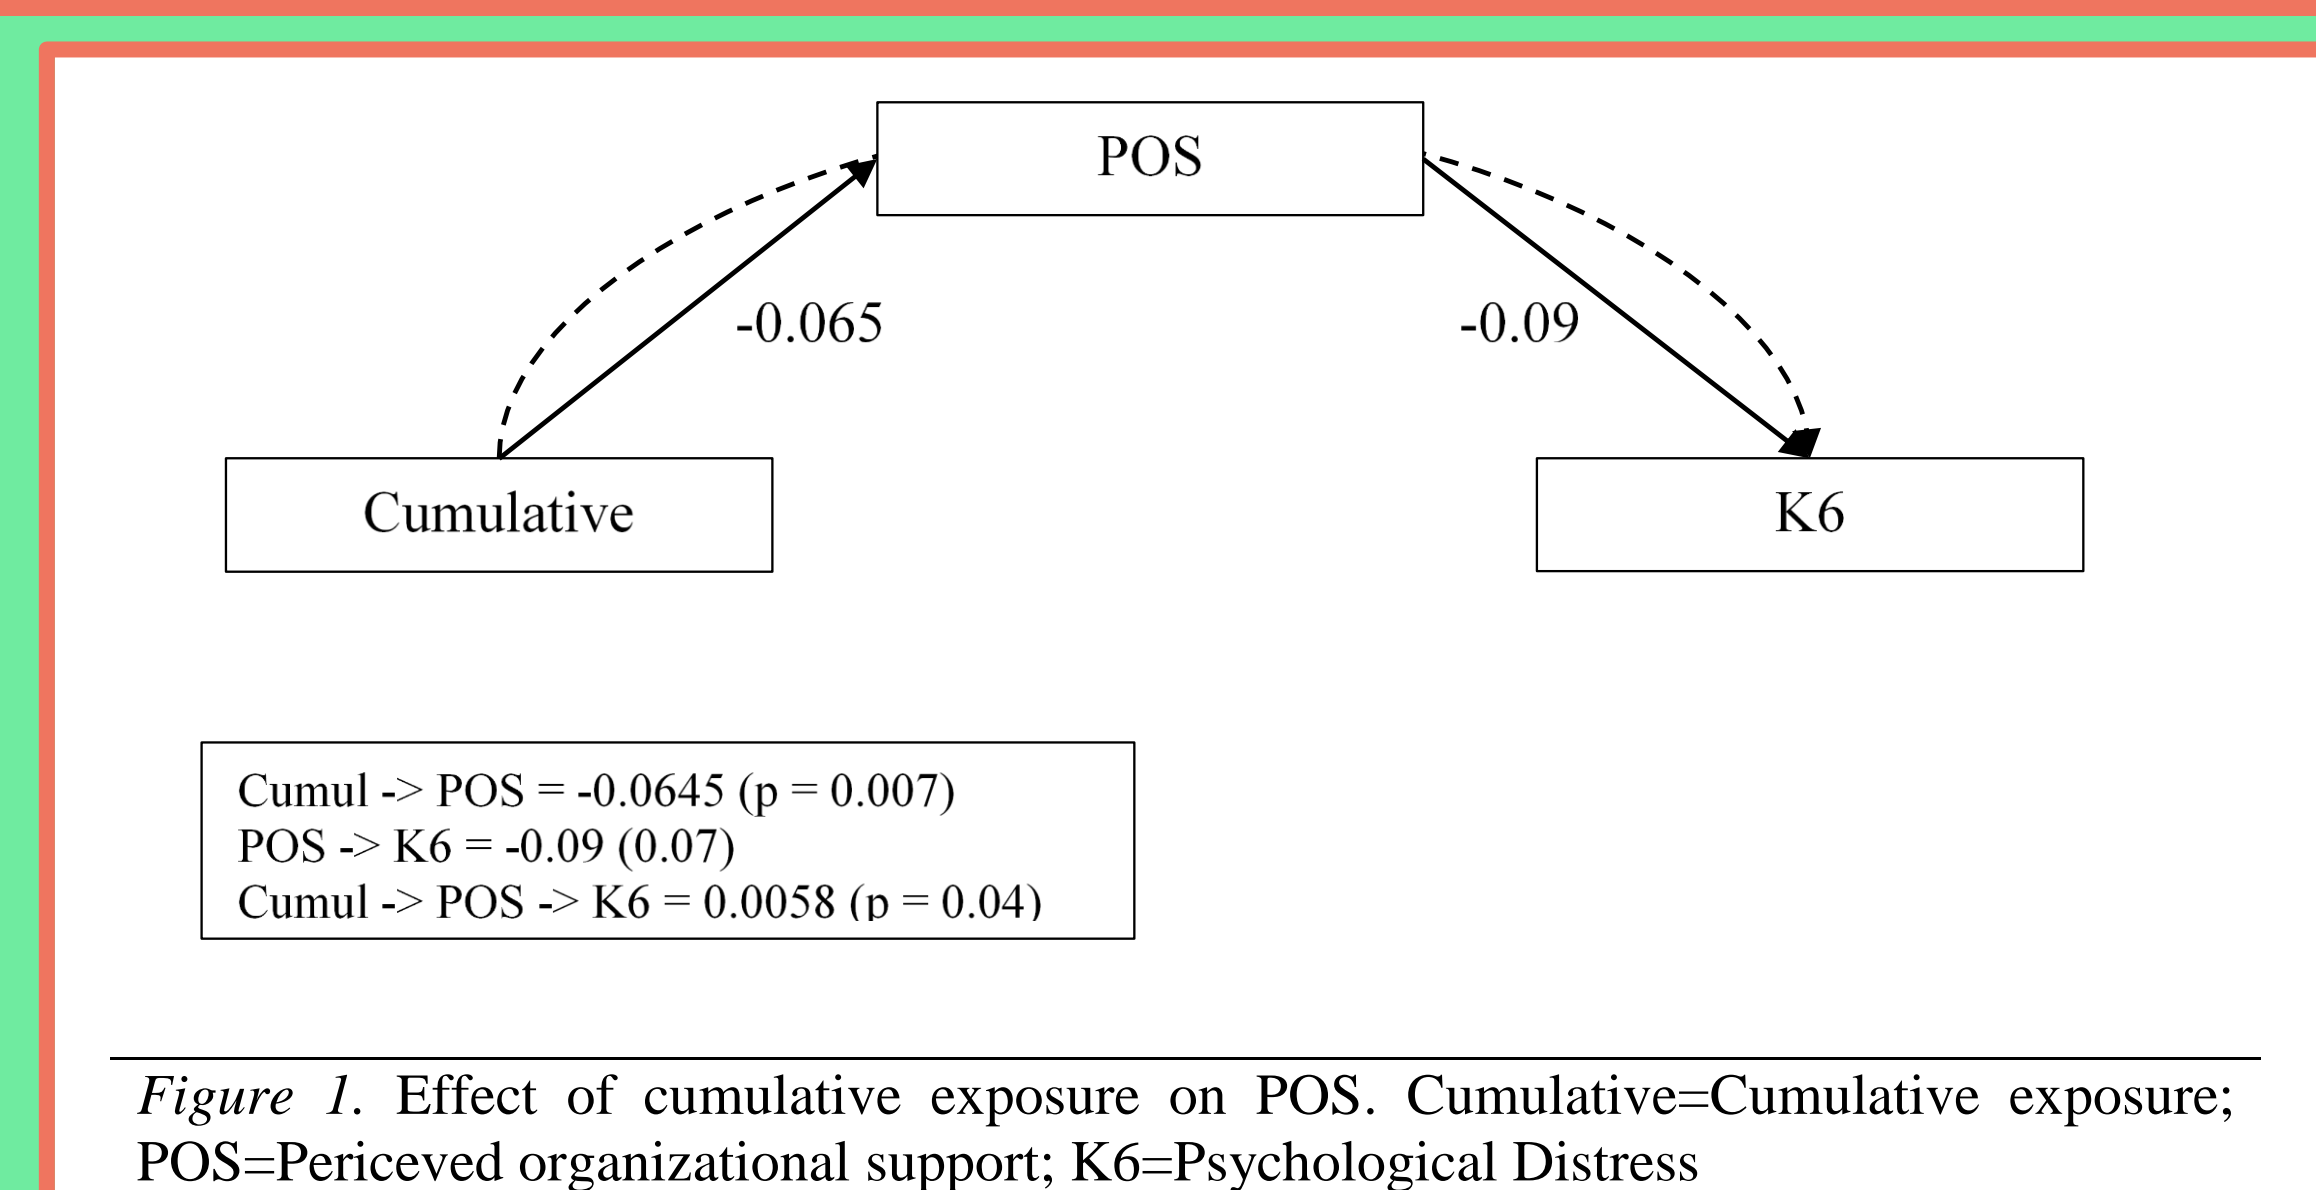 POS
-0.065
-0.09
Cumulative
K6
Cumul -> POS = -0.0645 (p = 0.007)
POS -> K6 = -0.09 (0.07)
Cumul -> POS -> K6 = 0.0058 (p = 0.04)
Figure 1. Effect of cumulative exposure on POS. Cumulative=Cumulative exposure;
POS=Periceved organizational support; K6=Psychological Distress